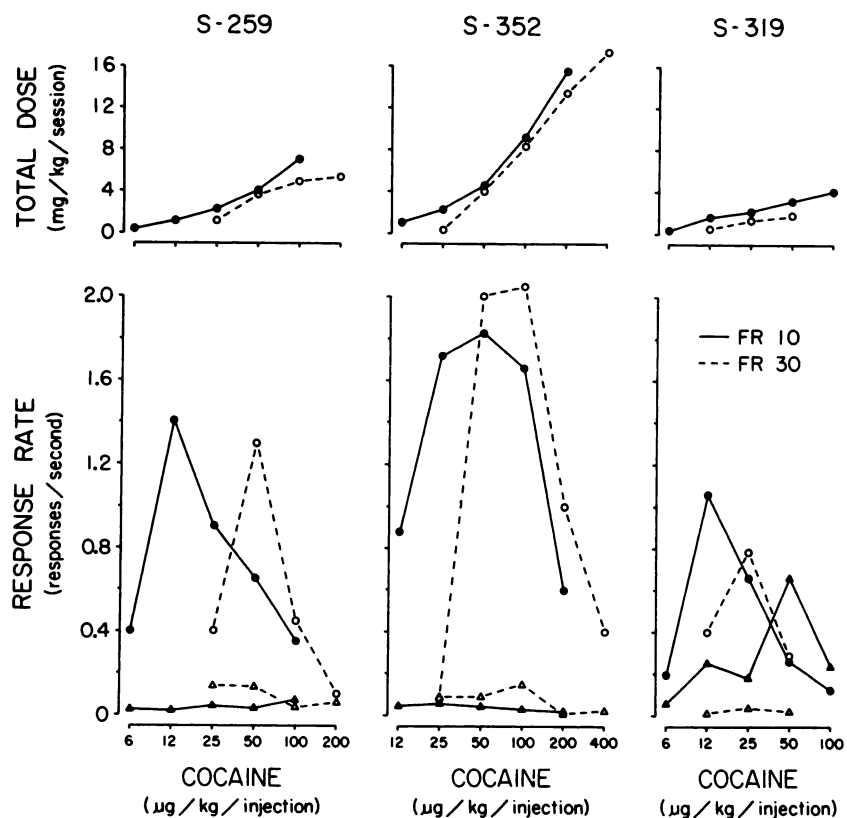 S-259 S-352 S-319
TOTAL DOSE
(mg/kg/session)
16
12
8
4
0
RESPONSE RATE
(responses/second)
2.0
1.6
1.2
0.8
0.4
0
FR 10
FR 30
6 12 25 50 100 200
12 25 50 100 200 400
6 12 25 50 100
COCAINE COCAINE COCAINE
(µg/kg/injection) (µg/kg/injection) (µg/kg/injection)